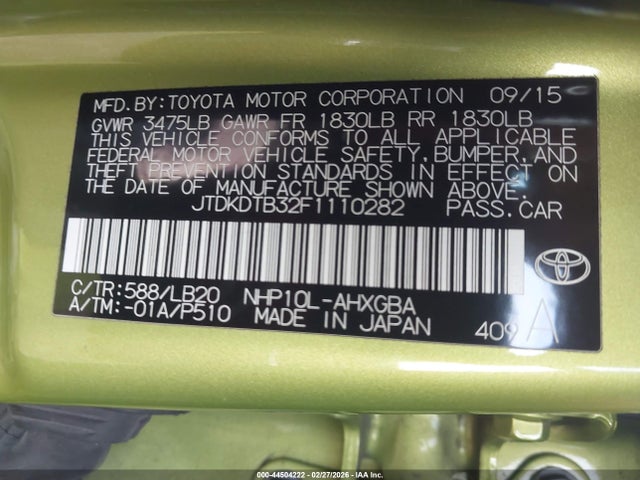 MFD. BY: TOYOTA MOTOR CORPORATION 09/15
GVWR 3475LB GAWR FR 1830LB RR 1830LB
THIS VEHICLE CONFORMS TO ALL APPLICABLE
FEDERAL MOTOR VEHICLE SAFETY, BUMPER, AND
THEFT PREVENTION STANDARDS IN EFFECT ON
THE DATE OF MANUFACTURE SHOWN ABOVE.
JTDKDTB32F1110282 PASS. CAR
C/TR: 588/LB20 NHP10L-AHXGBA
A/TM: -01A/P510 MADE IN JAPAN 409 A
000-44504222 - 02/27/2026 - IAA Inc.